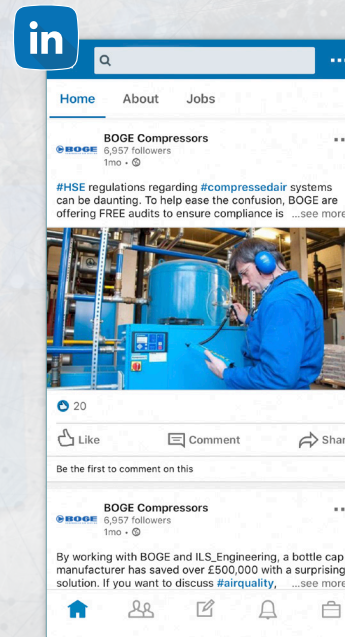 in
Home About Jobs
BOGE Compressors
BOGE 6,957 followers
1mo •
#HSE regulations regarding #compressedair systems
can be daunting. To help ease the confusion, BOGE are
offering FREE audits to ensure compliance is ...see more
20
Like Comment Shar
Be the first to comment on this
BOGE Compressors
BOGE 6,957 followers
1mo •
By working with BOGE and ILS_Engineering, a bottle cap
manufacturer has saved over £500,000 with a surprising
solution. If you want to discuss #airquality, ...see more